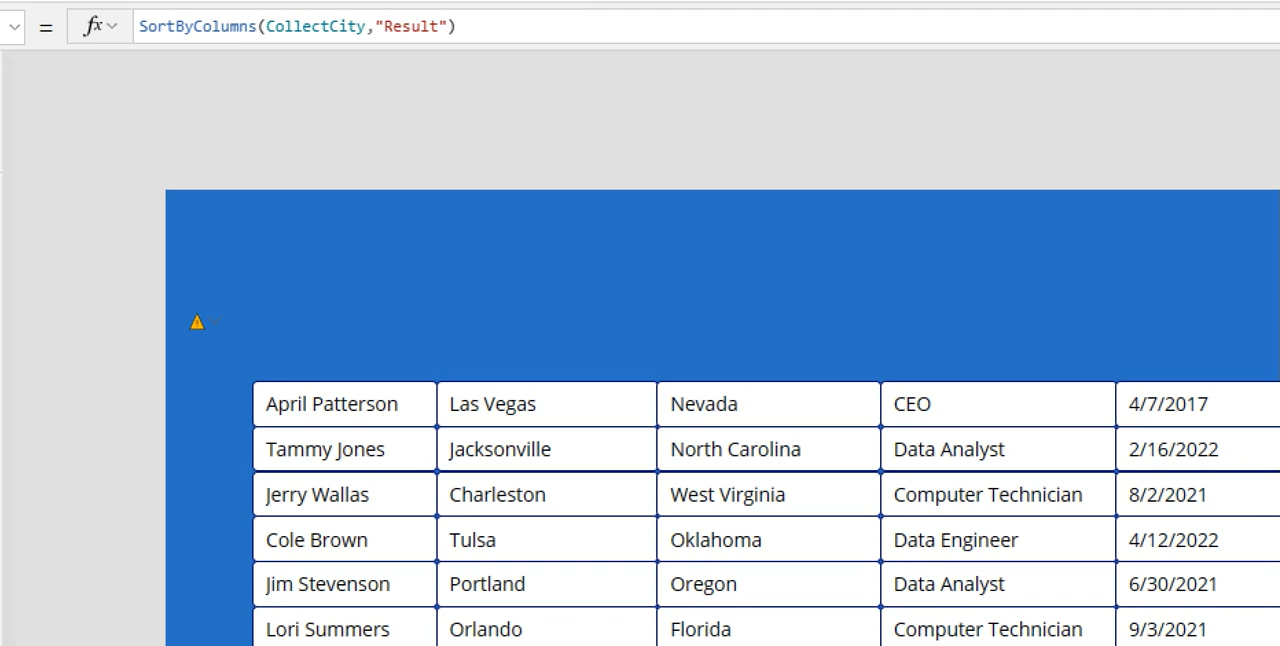 = fx SortByColumns(CollectCity,"Result")
April Patterson Las Vegas Nevada CEO 4/7/2017
Tammy Jones Jacksonville North Carolina Data Analyst 2/16/2022
Jerry Wallas Charleston West Virginia Computer Technician 8/2/2021
Cole Brown Tulsa Oklahoma Data Engineer 4/12/2022
Jim Stevenson Portland Oregon Data Analyst 6/30/2021
Lori Summers Orlando Florida Computer Technician 9/3/2021